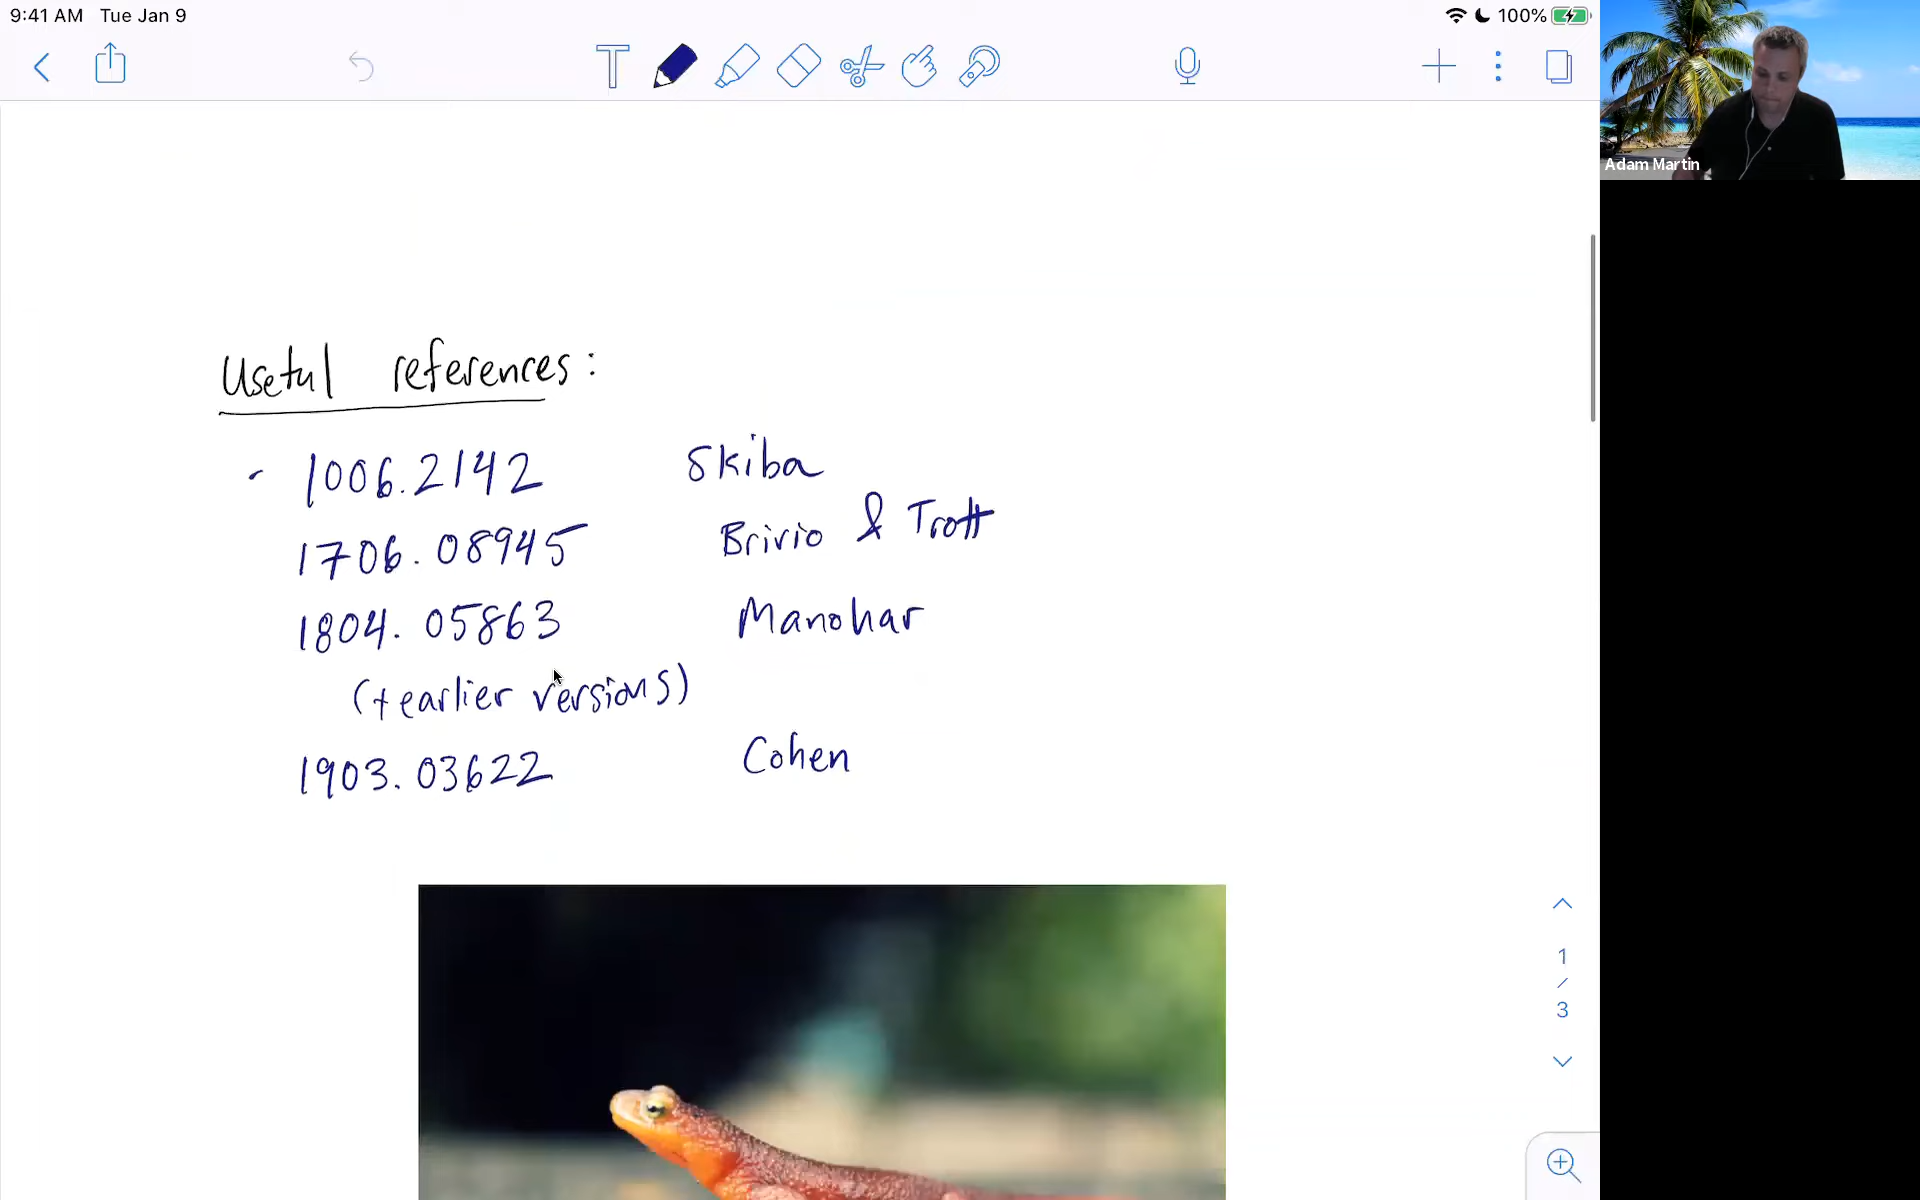 9:41 AM Tue Jan 9
100%
T
Adam Martin
Useful references:
- 1006.2142 Skiba
1706.08945 Brivio & Trott
1804.05863 Manohar
(+ earlier versions)
1903.03622 Cohen
1
/
3